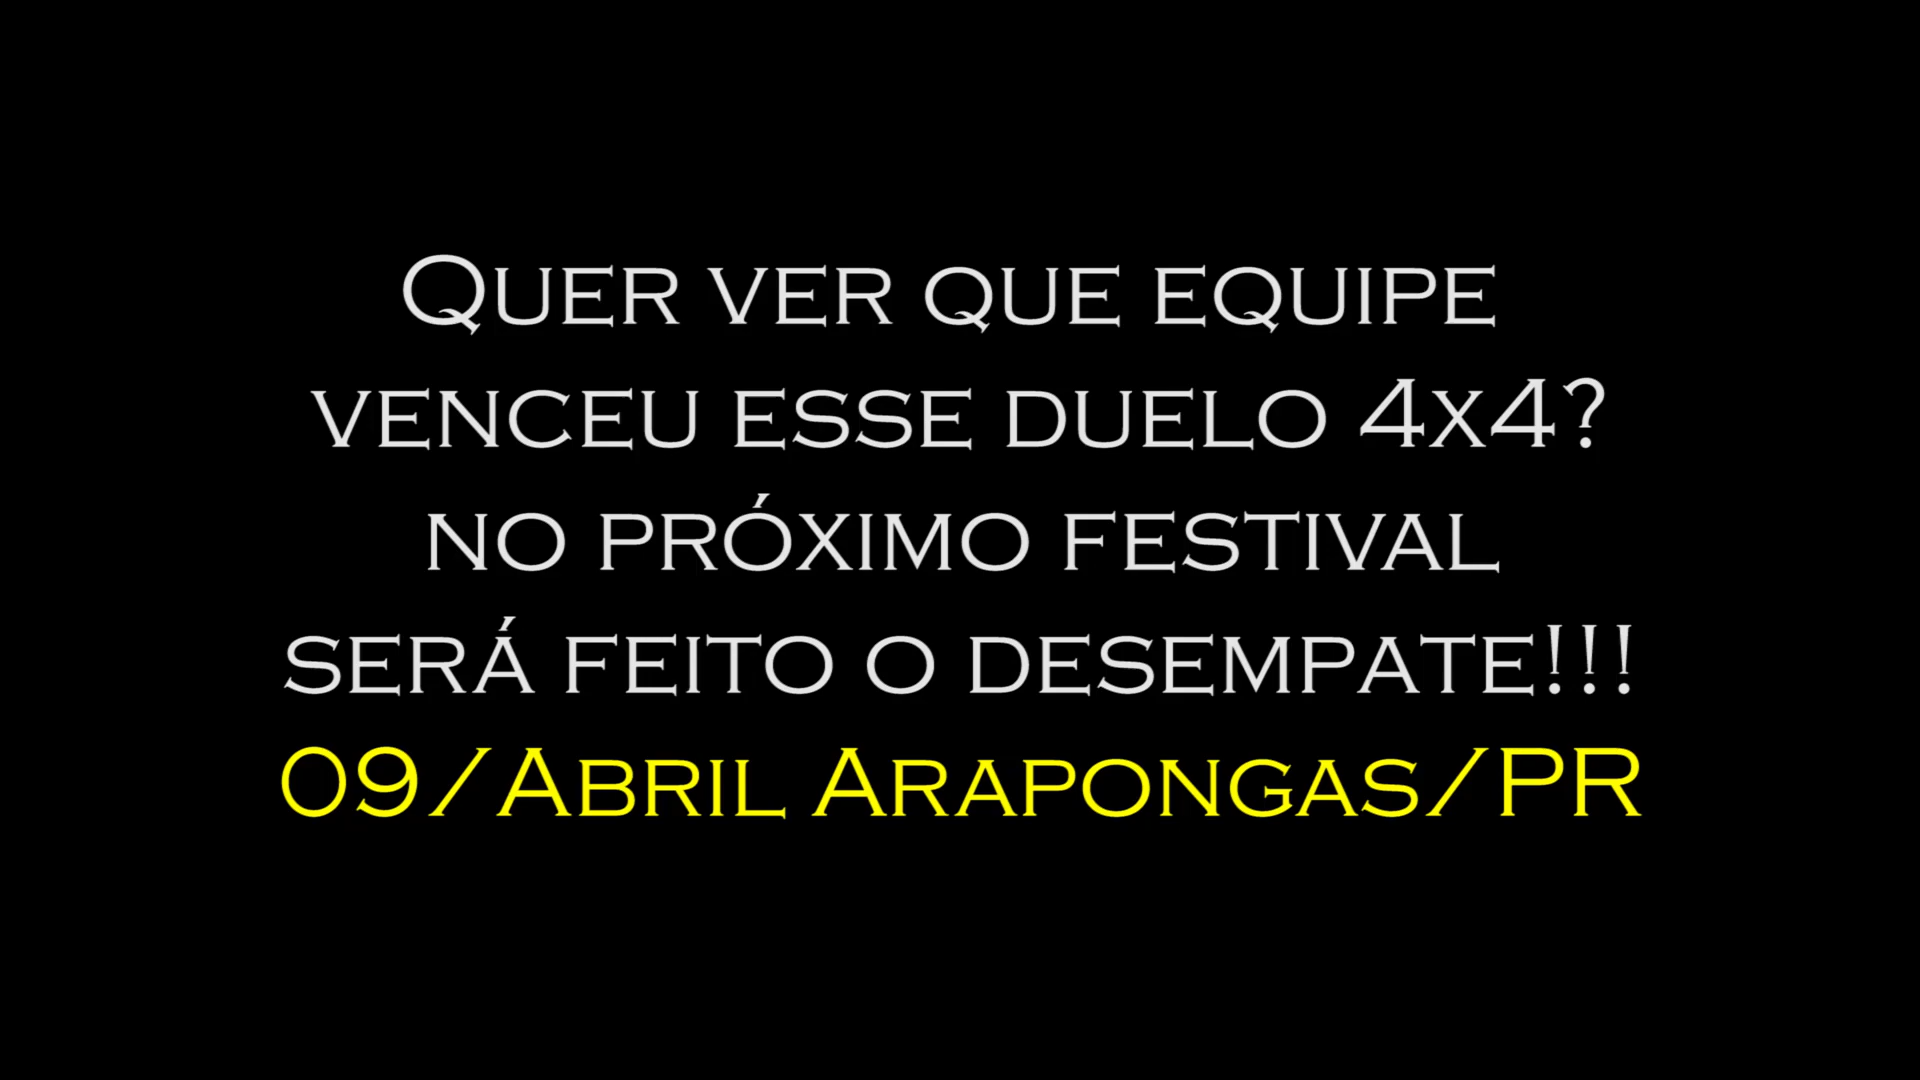 Quer ver que equipe
venceu esse duelo 4x4?
no próximo festival
será feito o desempate!!!
09/Abril Arapongas/PR